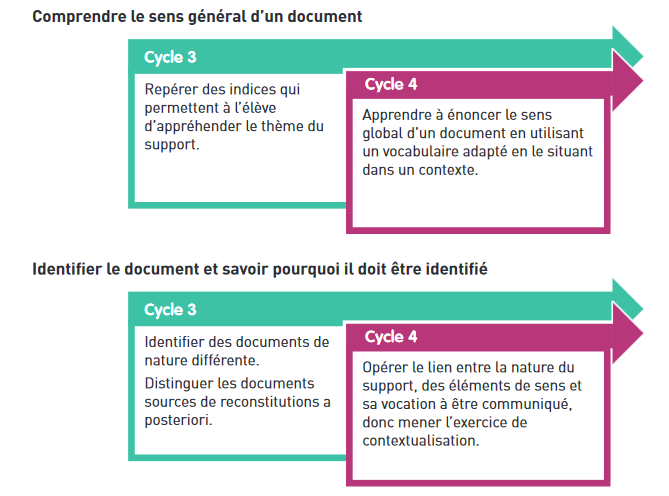 Comprendre le sens général d’un document
Cycle 3
Repérer des indices qui
permettent à l’élève
d’appréhender le thème du
support.
Cycle 4
Apprendre à énoncer le sens
global d’un document en utilisant
un vocabulaire adapté en le situant
dans un contexte.
Identifier le document et savoir pourquoi il doit être identifié
Cycle 3
Identifier des documents de
nature différente.
Distinguer les documents
sources de reconstitutions a
posteriori.
Cycle 4
Opérer le lien entre la nature du
support, des éléments de sens et
sa vocation à être communiqué,
donc mener l’exercice de
contextualisation.